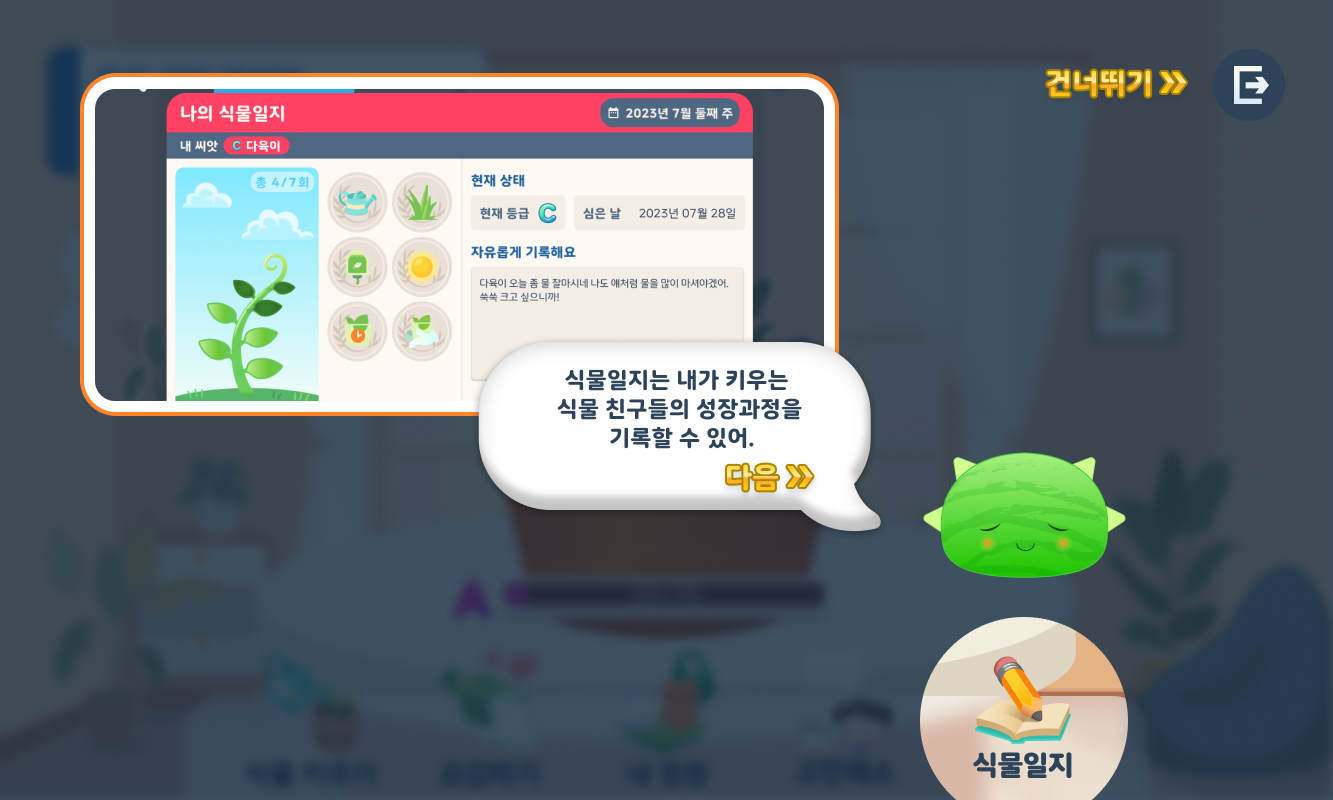 건너뛰기
나의 식물일지
2023년 7월 둘째 주
내 씨앗 C 다육이
총 4/7회
현재 상태
현재 등급 C
심은 날 2023년 07월 28일
자유롭게 기록해요
다육이 오늘 좀 물 잘마시네 나도 얘처럼 물을 많이 마셔야겠어.
쑥쑥 크고 싶으니까!
식물일지는 내가 키우는
식물 친구들의 성장과정을
기록할 수 있어.
다음
A
식물일지